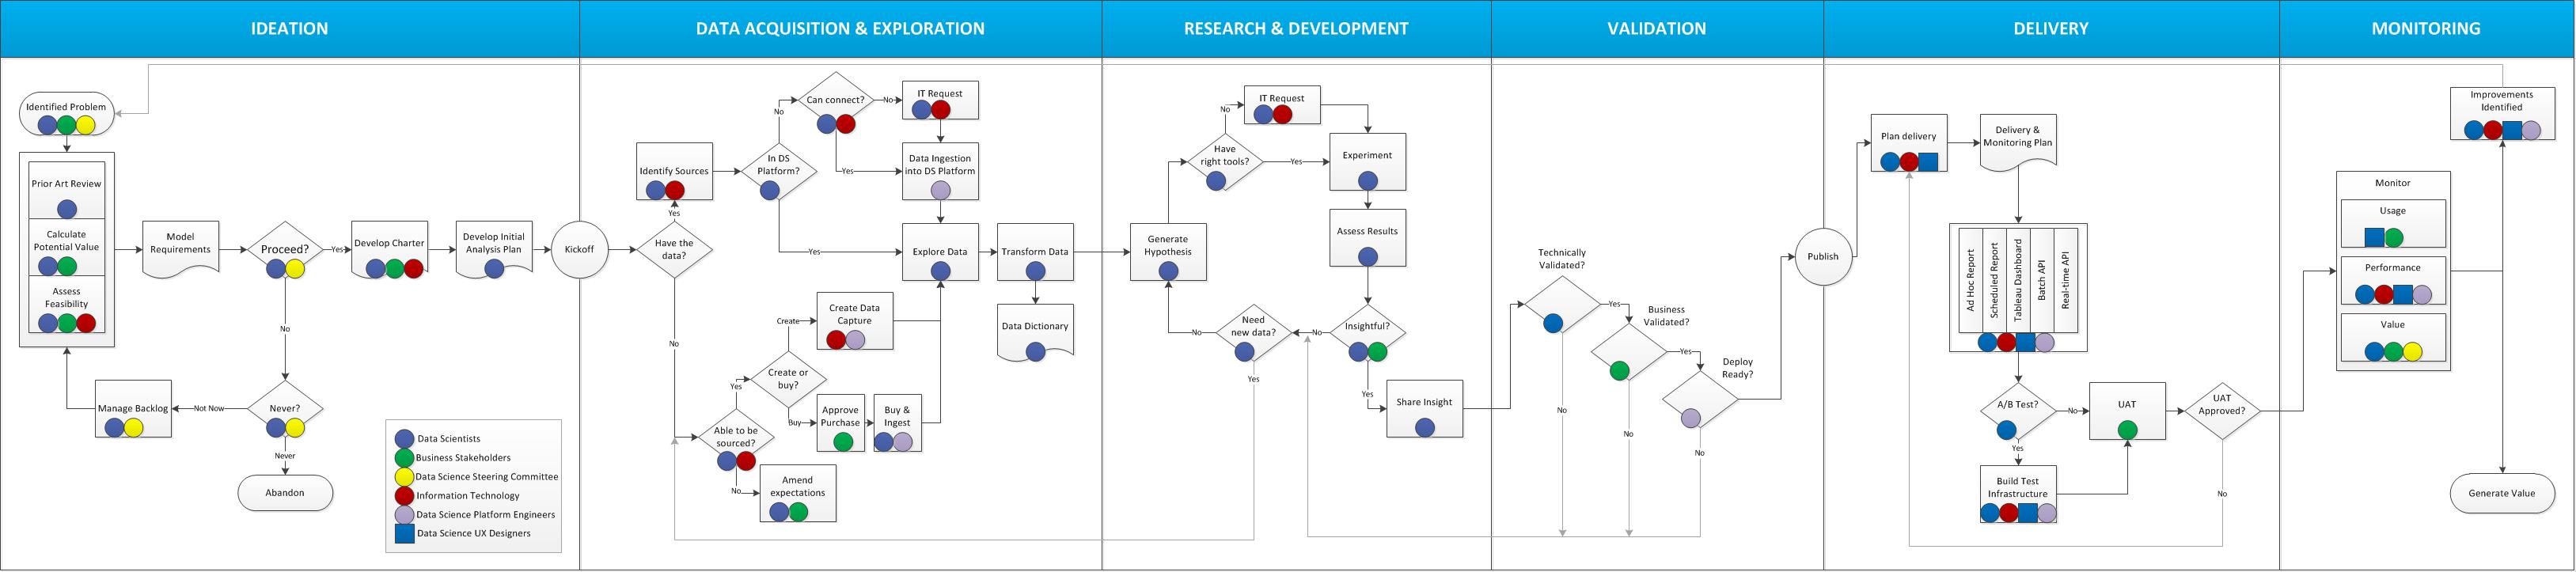 IDEATION
DATA ACQUISITION & EXPLORATION
RESEARCH & DEVELOPMENT
VALIDATION
DELIVERY
MONITORING
Identified Problem
Prior Art Review
Calculate
Potential Value
Assess
Feasibility
Model
Requirements
Proceed?
Yes
Develop Charter
Develop Initial
Analysis Plan
No
Never?
Not Now
Manage Backlog
Never
Abandon
Data Scientists
Business Stakeholders
Data Science Steering Committee
Information Technology
Data Science Platform Engineers
Data Science UX Designers
Kickoff
Have the
data?
Yes
No
Identify Sources
In DS
Platform?
No
Yes
Can connect?
No
Yes
IT Request
Data Ingestion
into DS Platform
Explore Data
Transform Data
Data Dictionary
Create Data
Capture
Create
Create or
buy?
Buy
Approve
Purchase
Buy &
Ingest
Yes
Able to be
sourced?
No
Amend
expectations
Generate
Hypothesis
Have
right tools?
No
Yes
IT Request
Experiment
Assess Results
Insightful?
No
Need
new data?
No
Yes
Yes
Share Insight
Technically
Validated?
Yes
No
Business
Validated?
Yes
No
Deploy
Ready?
No
Publish
Plan delivery
Delivery &
Monitoring Plan
Ad Hoc Report
Scheduled Report
Tableau Dashboard
Batch API
Real-time API
A/B Test?
No
Yes
Build Test
Infrastructure
UAT
UAT
Approved?
No
Monitor
Usage
Performance
Value
Improvements
Identified
Generate Value